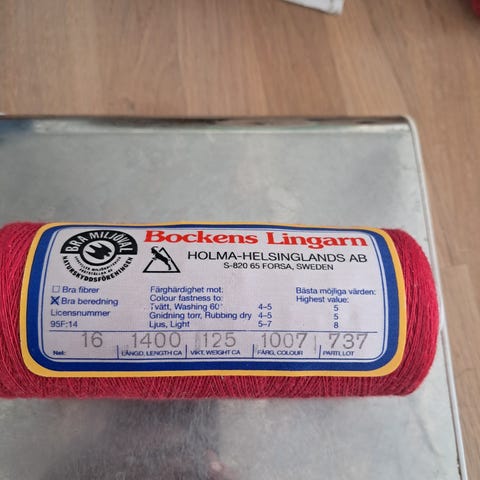 BRA MILJÖVAL
NATURSKYDDSFÖRENINGEN
Bockens Lingarn
HOLMA-HELSINGLANDS AB
S-820 65 FORSA, SWEDEN
Bra fibrer
Bra beredning
Licensnummer
95F:14
Färghärdighet mot:
Colour fastness to:
Tvätt, Washing 60° 4–5
Gnidning torr, Rubbing dry 4–5
Ljus, Light 5–7
Bästa möjliga värden:
Highest value:
5
5
8
16 1400 125 1007 737
Nel: LÄNGD, LENGTH CA VIKT, WEIGHT CA FÄRG, COLOUR PARTI, LOT